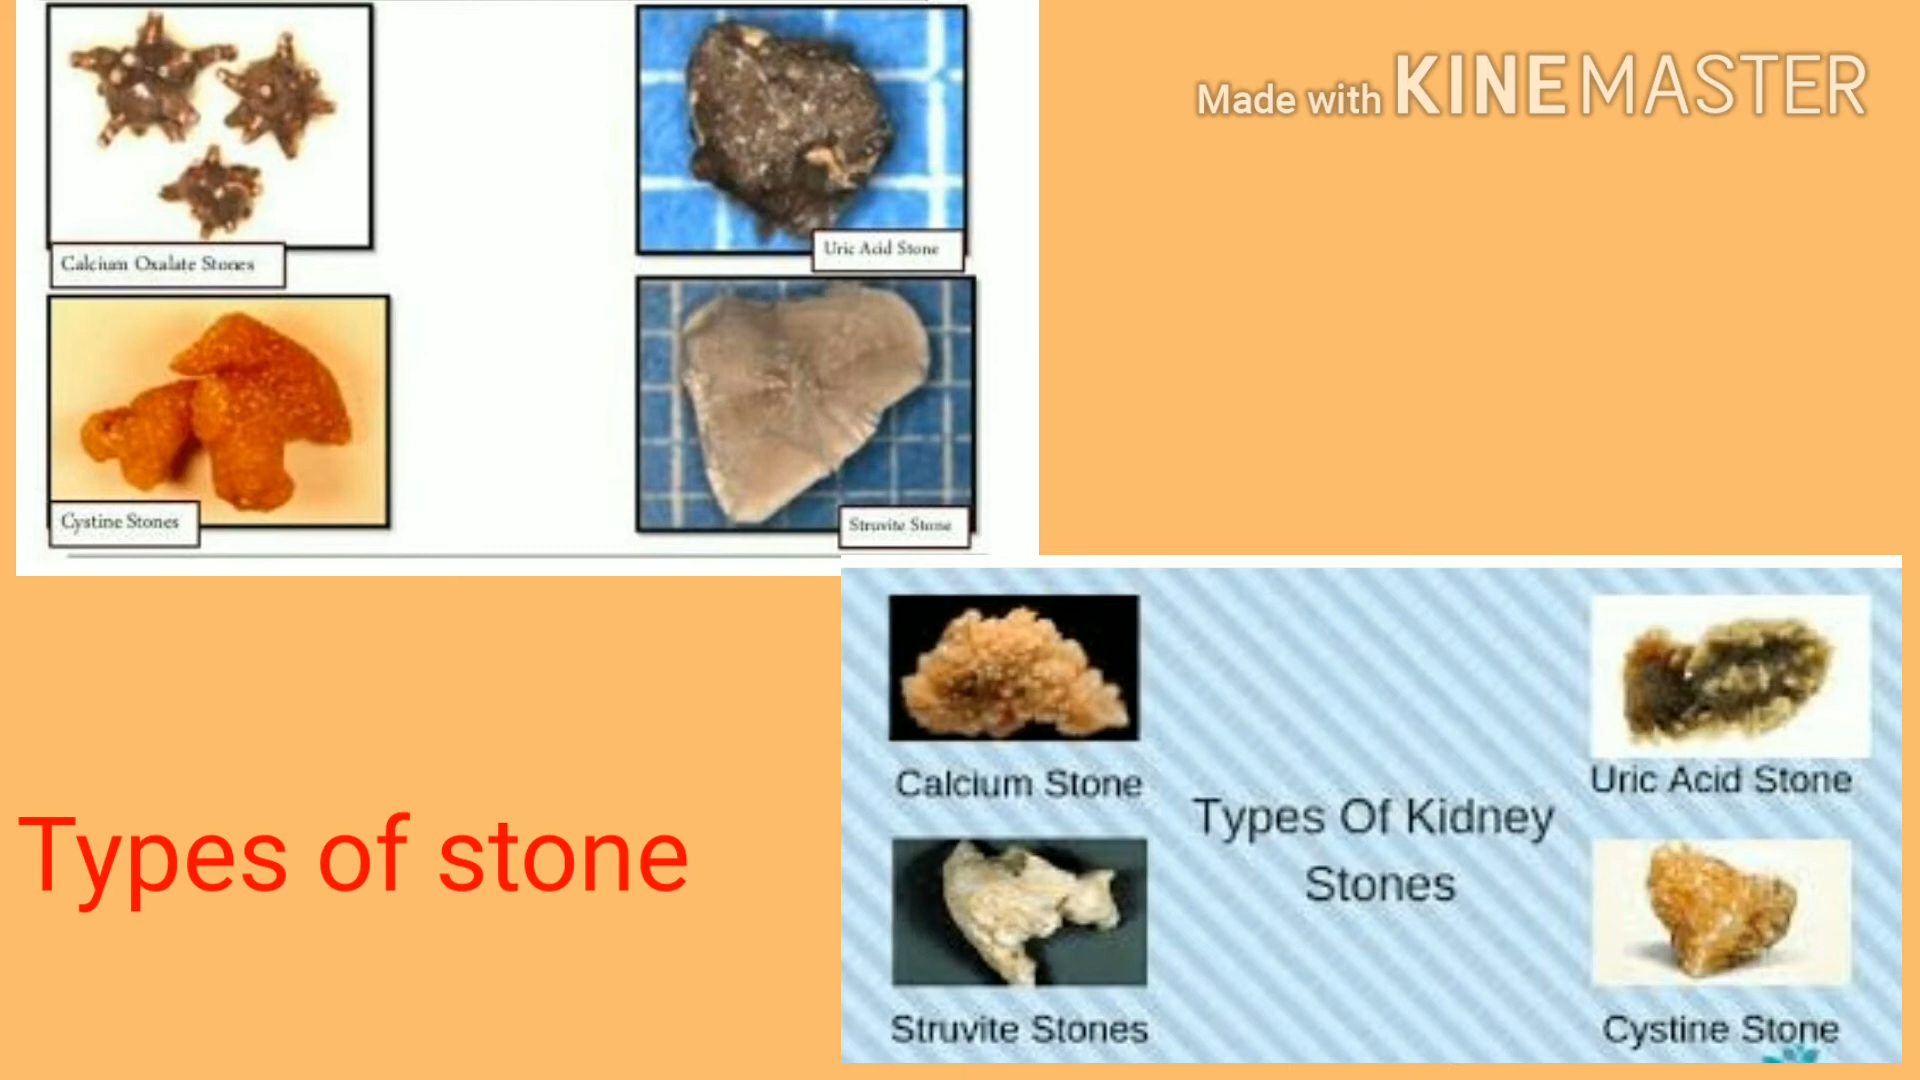 Made with KINEMASTER
Calcium Oxalate Stones
Uric Acid Stone
Cystine Stones
Struvite Stone
Types of stone
Calcium Stone
Uric Acid Stone
Types Of Kidney
Stones
Struvite Stones
Cystine Stone